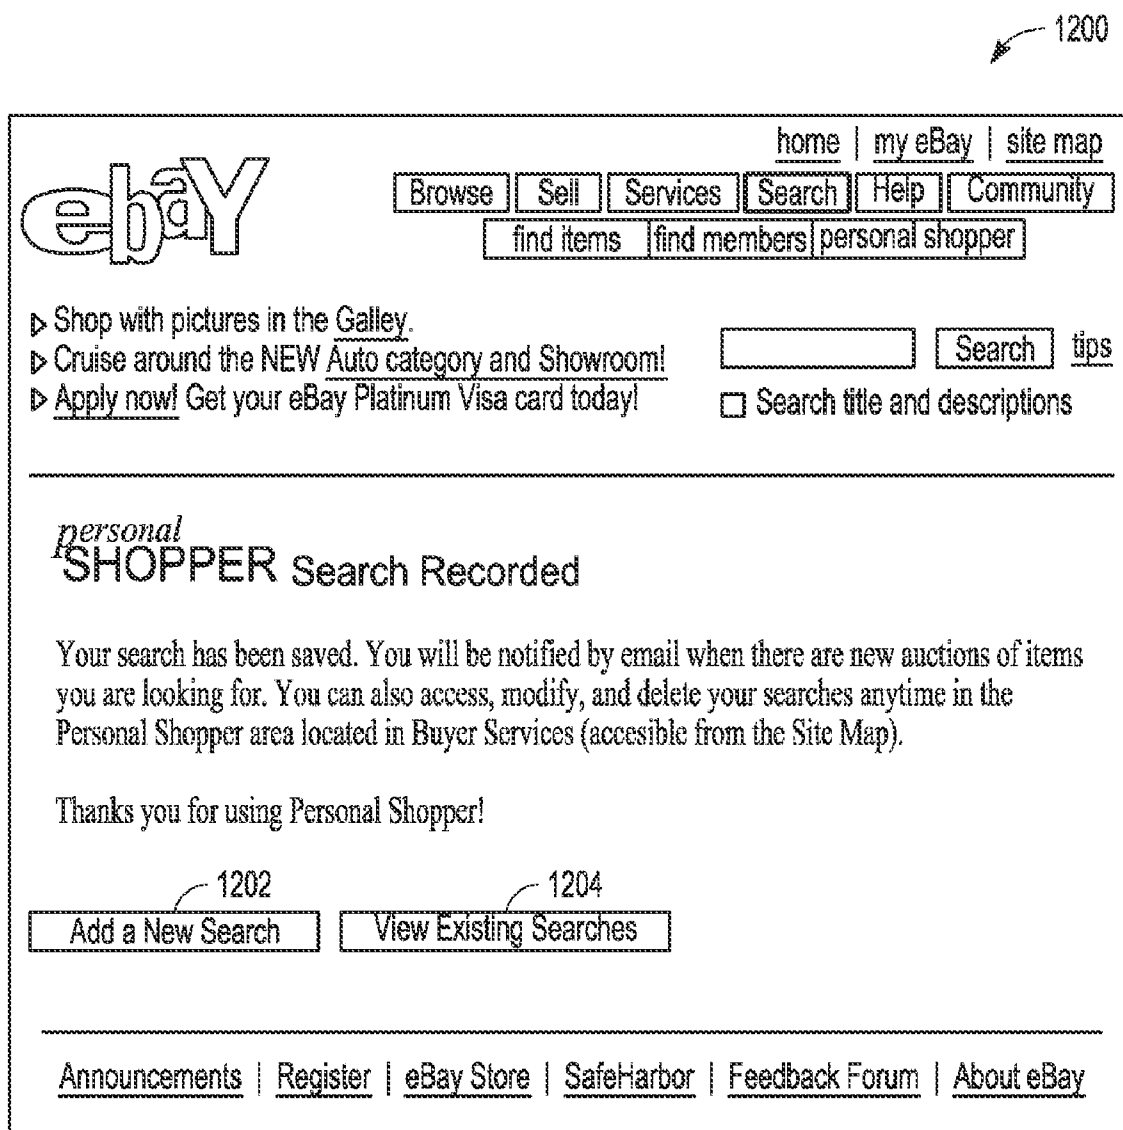 1200
home | my eBay | site map
ebaY
Browse Sell Services Search Help Community
find items find members personal shopper
Shop with pictures in the Galley.
Cruise around the NEW Auto category and Showroom!
Search tips
Apply now! Get your eBay Platinum Visa card today!
Search title and descriptions
personal
SHOPPER Search Recorded
Your search has been saved. You will be notified by email when there are new auctions of items
you are looking for. You can also access, modify, and delete your searches anytime in the
Personal Shopper area located in Buyer Services (accesible from the Site Map).
Thanks you for using Personal Shopper!
1202 1204
Add a New Search View Existing Searches
Announcements | Register | eBay Store | SafeHarbor | Feedback Forum | About eBay